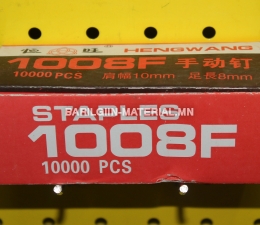 恒旺 HENGWANG
1008F 手动钉
10000 PCS 肩幅10mm 足長8mm
STAPLES
SARILGIIN-MATERIAL.MN
1008F
10000 PCS